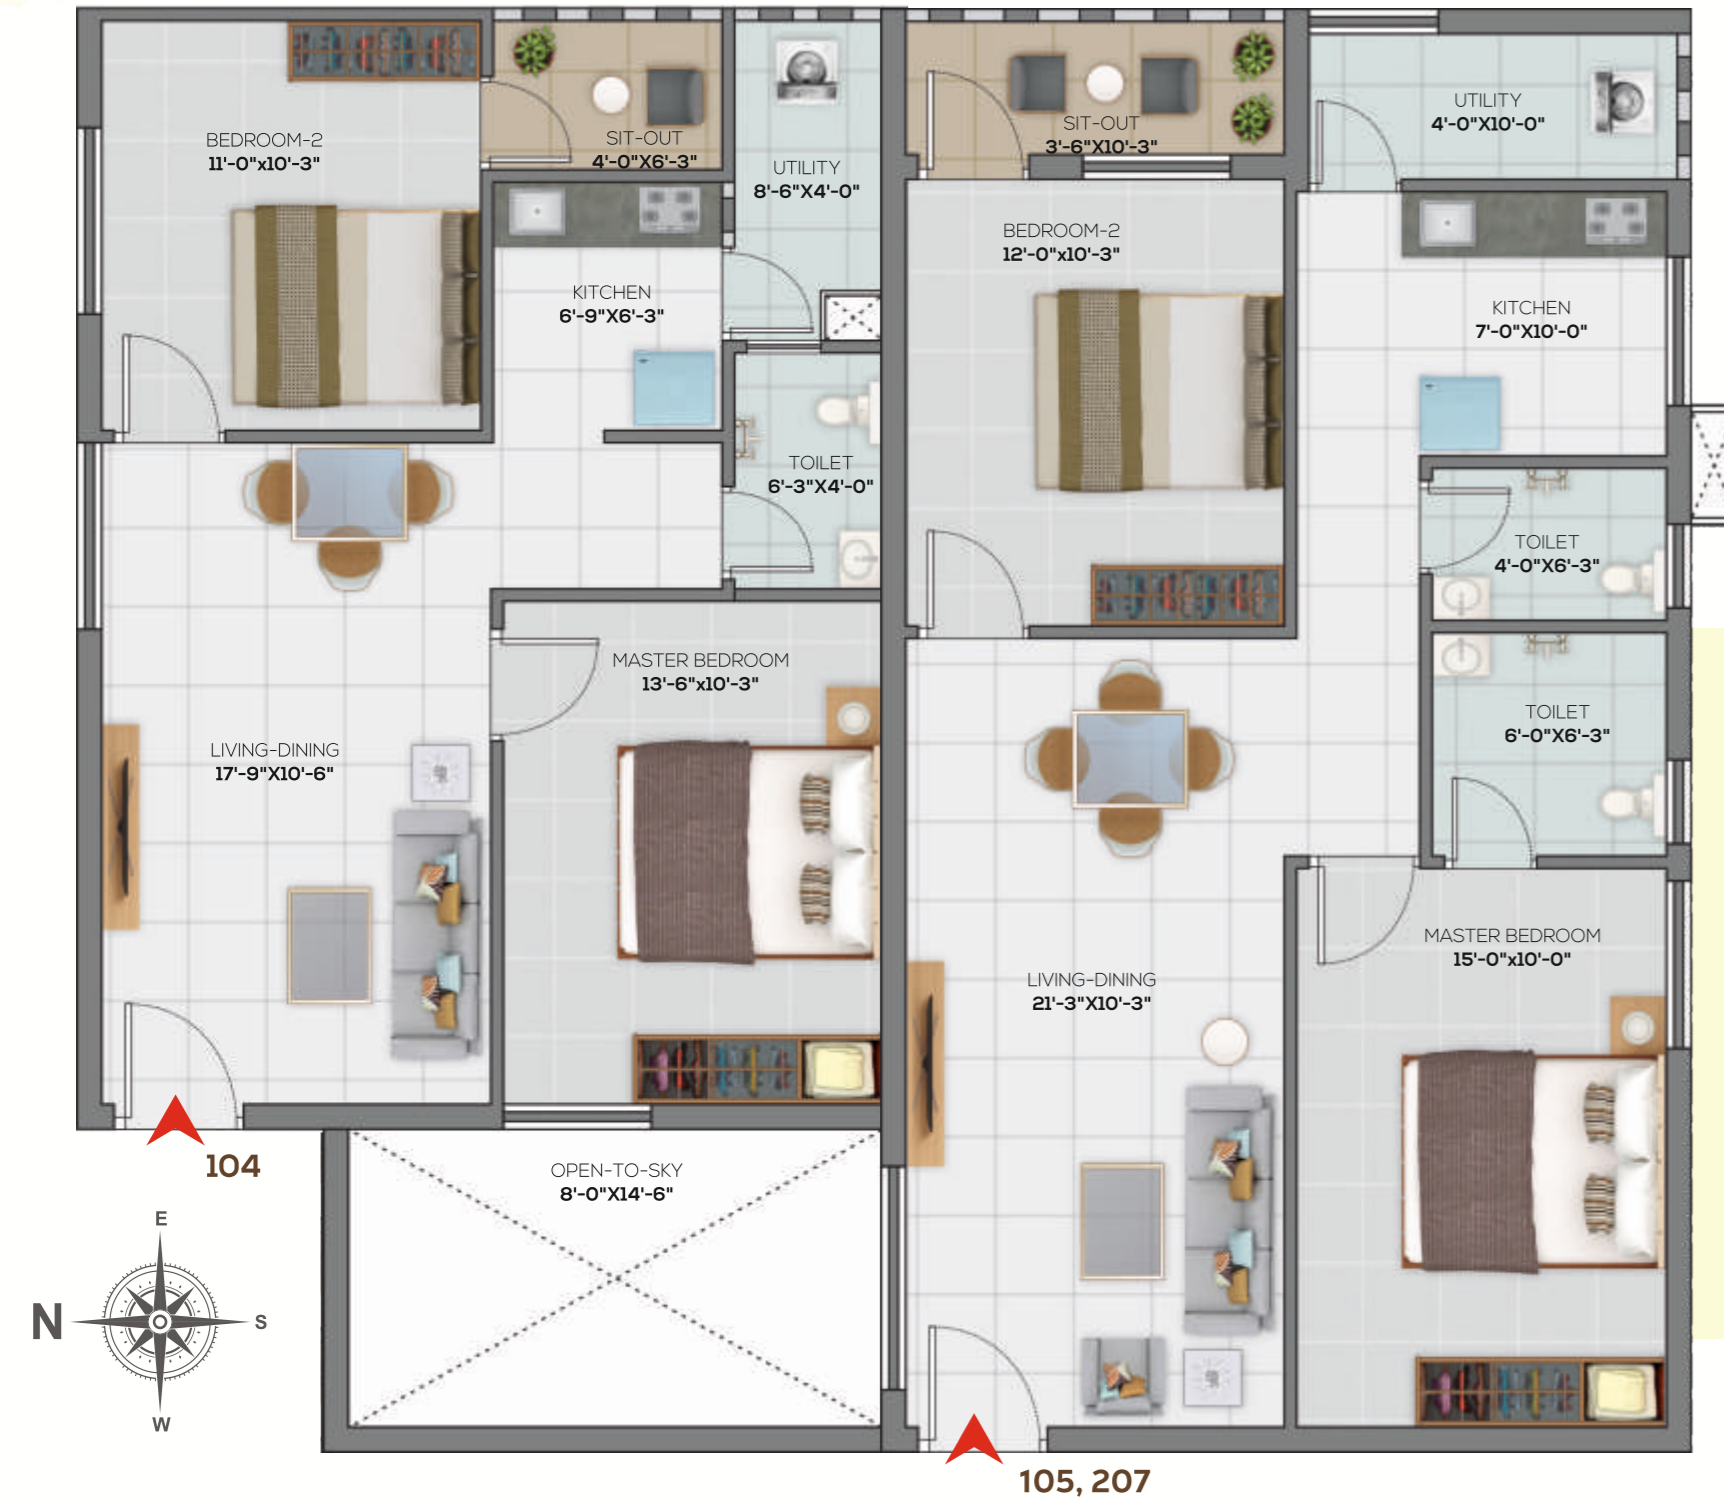 BEDROOM-2
11'-0"x10'-3"
SIT-OUT
4'-0"X6'-3"
UTILITY
8'-6"X4'-0"
KITCHEN
6'-9"X6'-3"
TOILET
6'-3"X4'-0"
MASTER BEDROOM
13'-6"x10'-3"
LIVING-DINING
17'-9"X10'-6"
104
OPEN-TO-SKY
8'-0"X14'-6"
SIT-OUT
3'-6"X10'-3"
UTILITY
4'-0"X10'-0"
BEDROOM-2
12'-0"x10'-3"
KITCHEN
7'-0"X10'-0"
TOILET
4'-0"X6'-3"
TOILET
6'-0"X6'-3"
MASTER BEDROOM
15'-0"x10'-0"
LIVING-DINING
21'-3"X10'-3"
105, 207
E
N
S
W